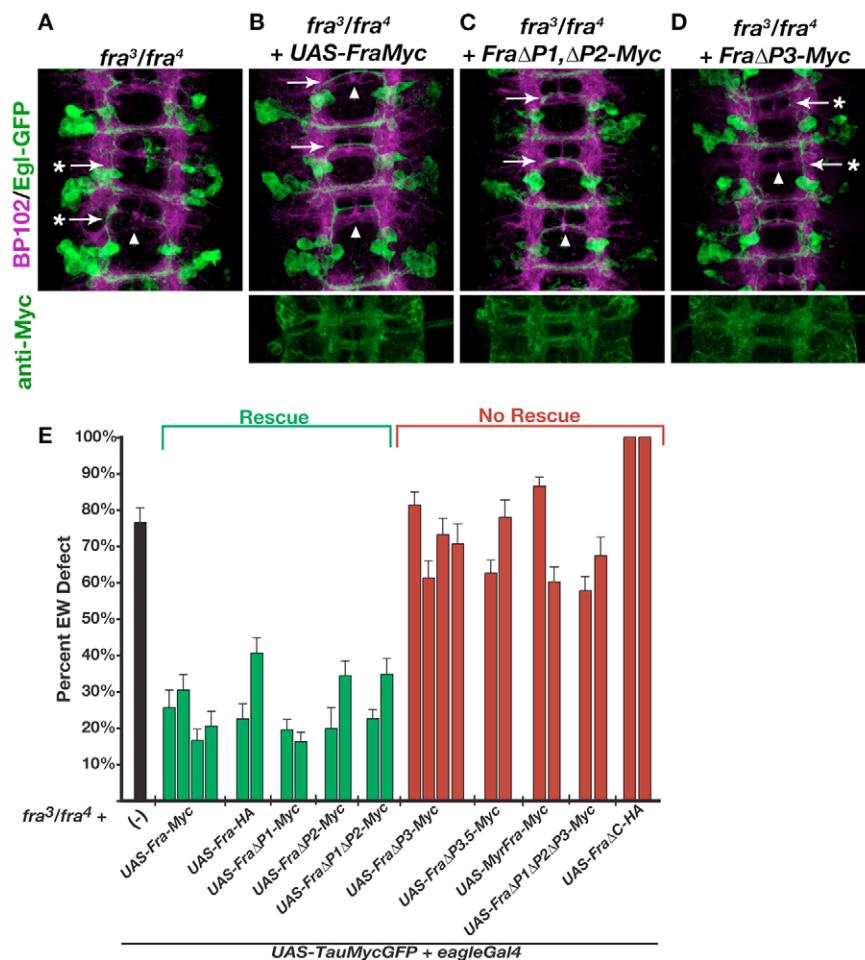 A
fra³/fra⁴
B
fra³/fra⁴
+ UAS-FraMyc
C
fra³/fra⁴
+ FraΔP1,ΔP2-Myc
D
fra³/fra⁴
+ FraΔP3-Myc
BP102/Egl-GFP
*
*
*
*
anti-Myc
E
Rescue
No Rescue
Percent EW Defect
100%
90%
80%
70%
60%
50%
40%
30%
20%
10%
fra³/fra⁴ +
(-)
UAS-Fra-Myc
UAS-Fra-HA
UAS-FraΔP1-Myc
UAS-FraΔP2-Myc
UAS-FraΔP1ΔP2-Myc
UAS-FraΔP3-Myc
UAS-FraΔP3.5-Myc
UAS-MyrFra-Myc
UAS-FraΔP1ΔP2ΔP3-Myc
UAS-FraΔC-HA
UAS-TauMycGFP + eagleGal4